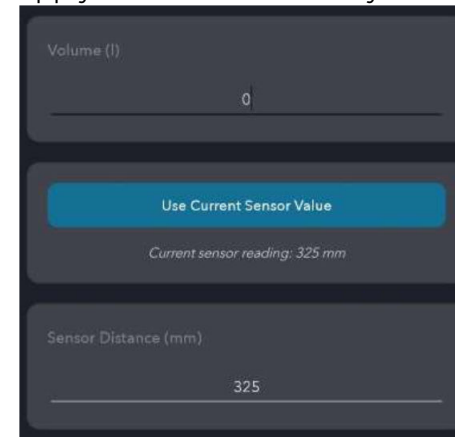 Volume (l)
0
Use Current Sensor Value
Current sensor reading: 325 mm
Sensor Distance (mm)
325